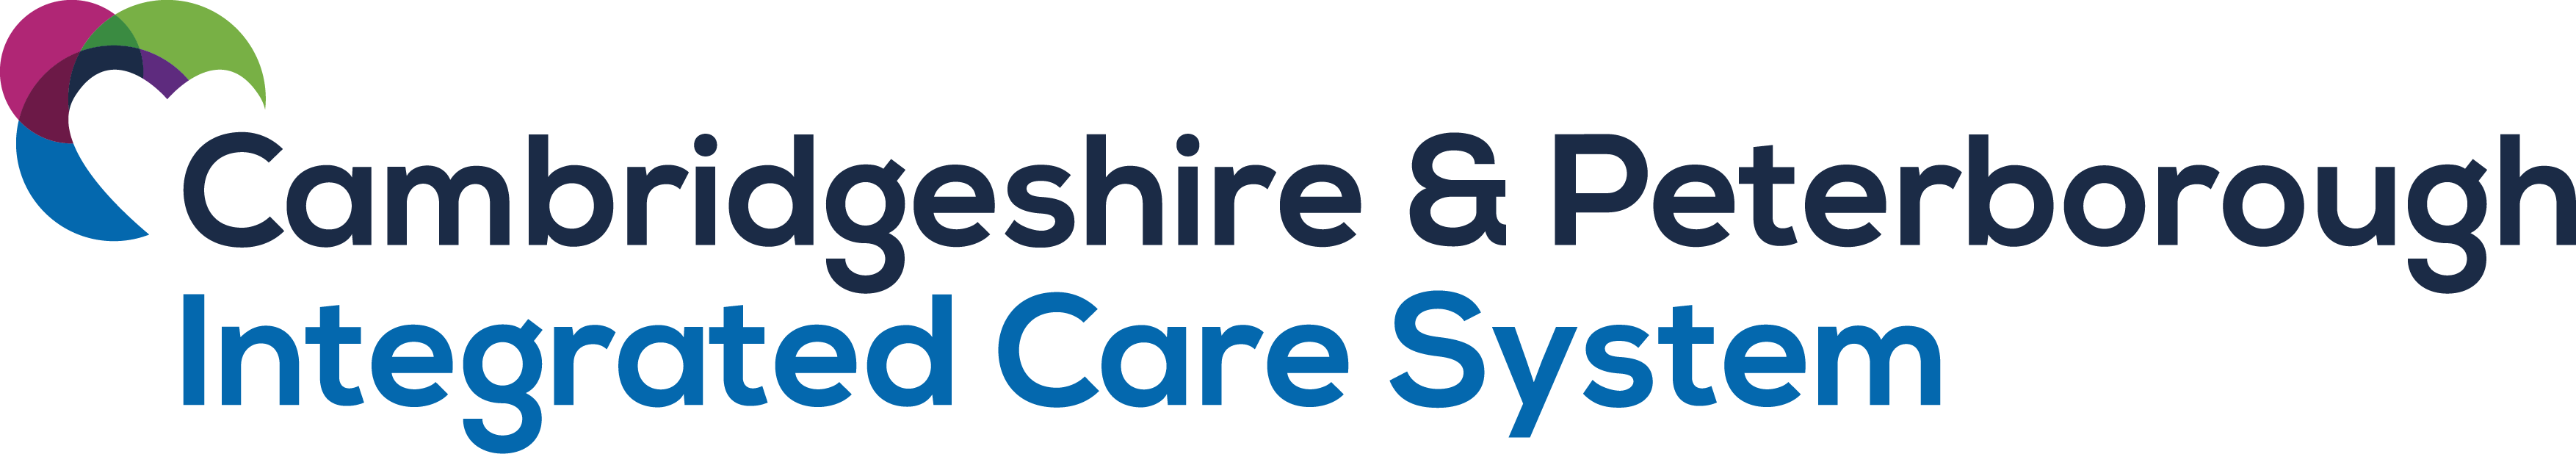 Cambridgeshire & Peterborough
Integrated Care System